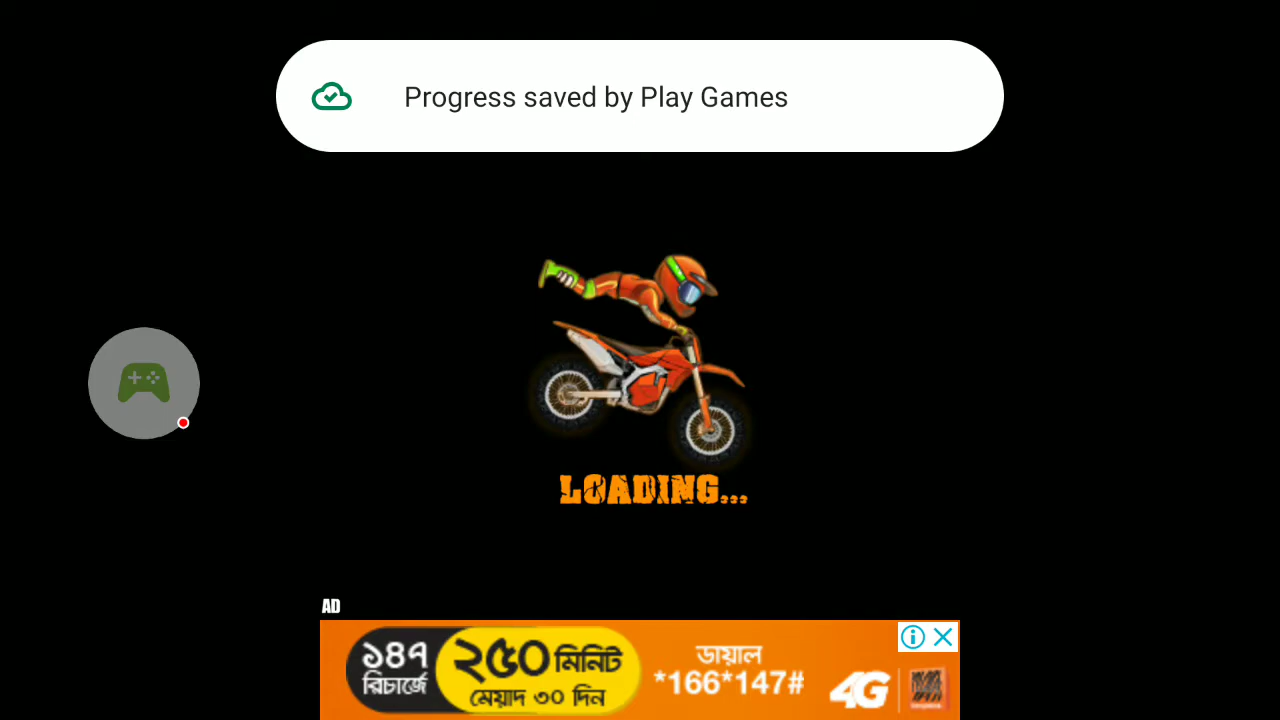 Progress saved by Play Games
LOADING...
AD
১৪৭
রিচার্জে
২৫০ মিনিট
মেয়াদ ৩০ দিন
ডায়াল
*166*147#
4G